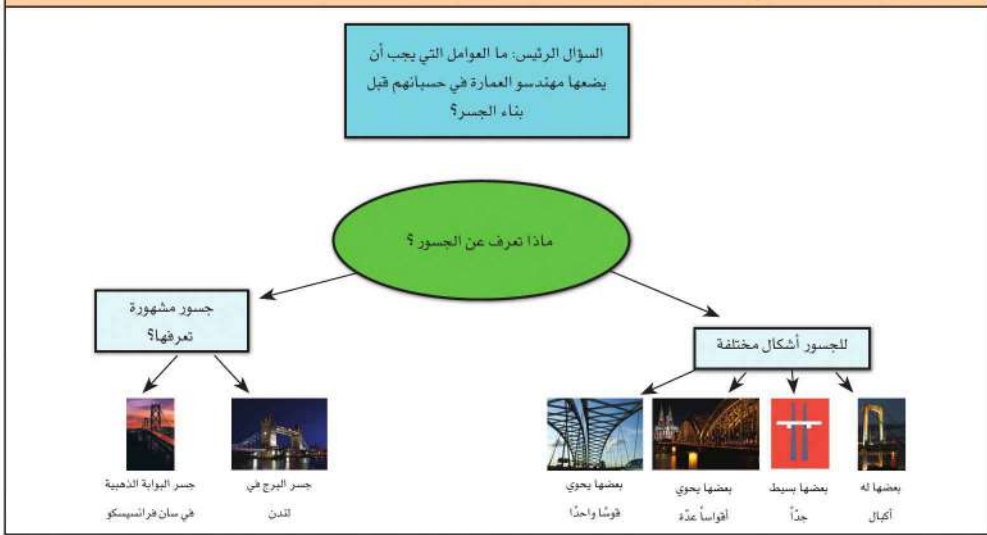 السؤال الرئيس: ما العوامل التي يجب أن
يضعها مهندسو العمارة في حسبانهم قبل
بناء الجسر؟
ماذا تعرف عن الجسور؟
للجسور أشكال مختلفة
بعضها له
أكبال
بعضها بسيط
جدّاً
بعضها يحوي
أقواساً عدّة
بعضها يحوي
قوسًا واحدًا
جسور مشهورة
تعرفها؟
جسر البرج في
لندن
جسر البوابة الذهبية
في سان فرانسيسكو